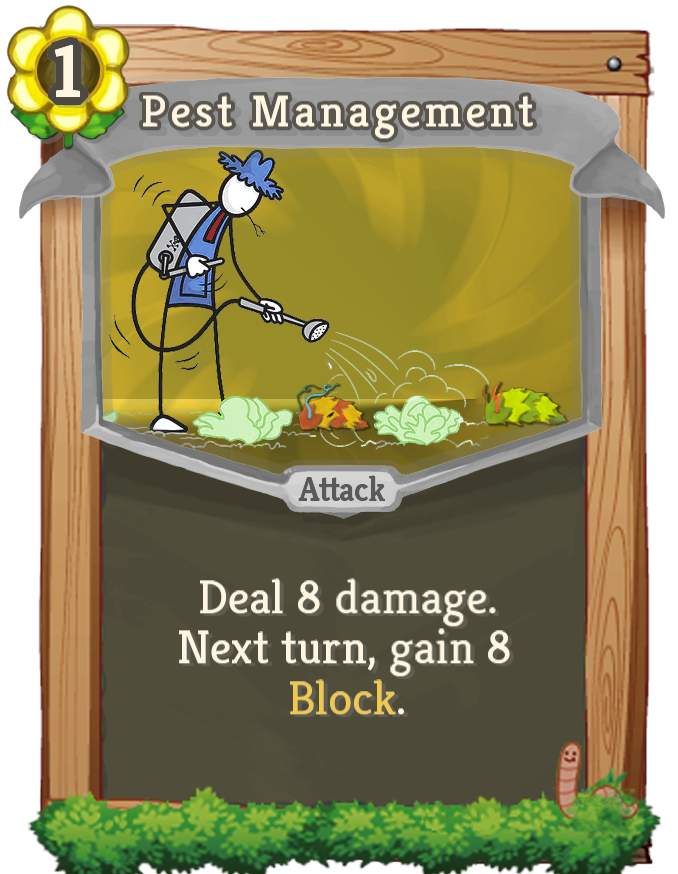 1
Pest Management
Attack
Deal 8 damage.
Next turn, gain 8
Block.